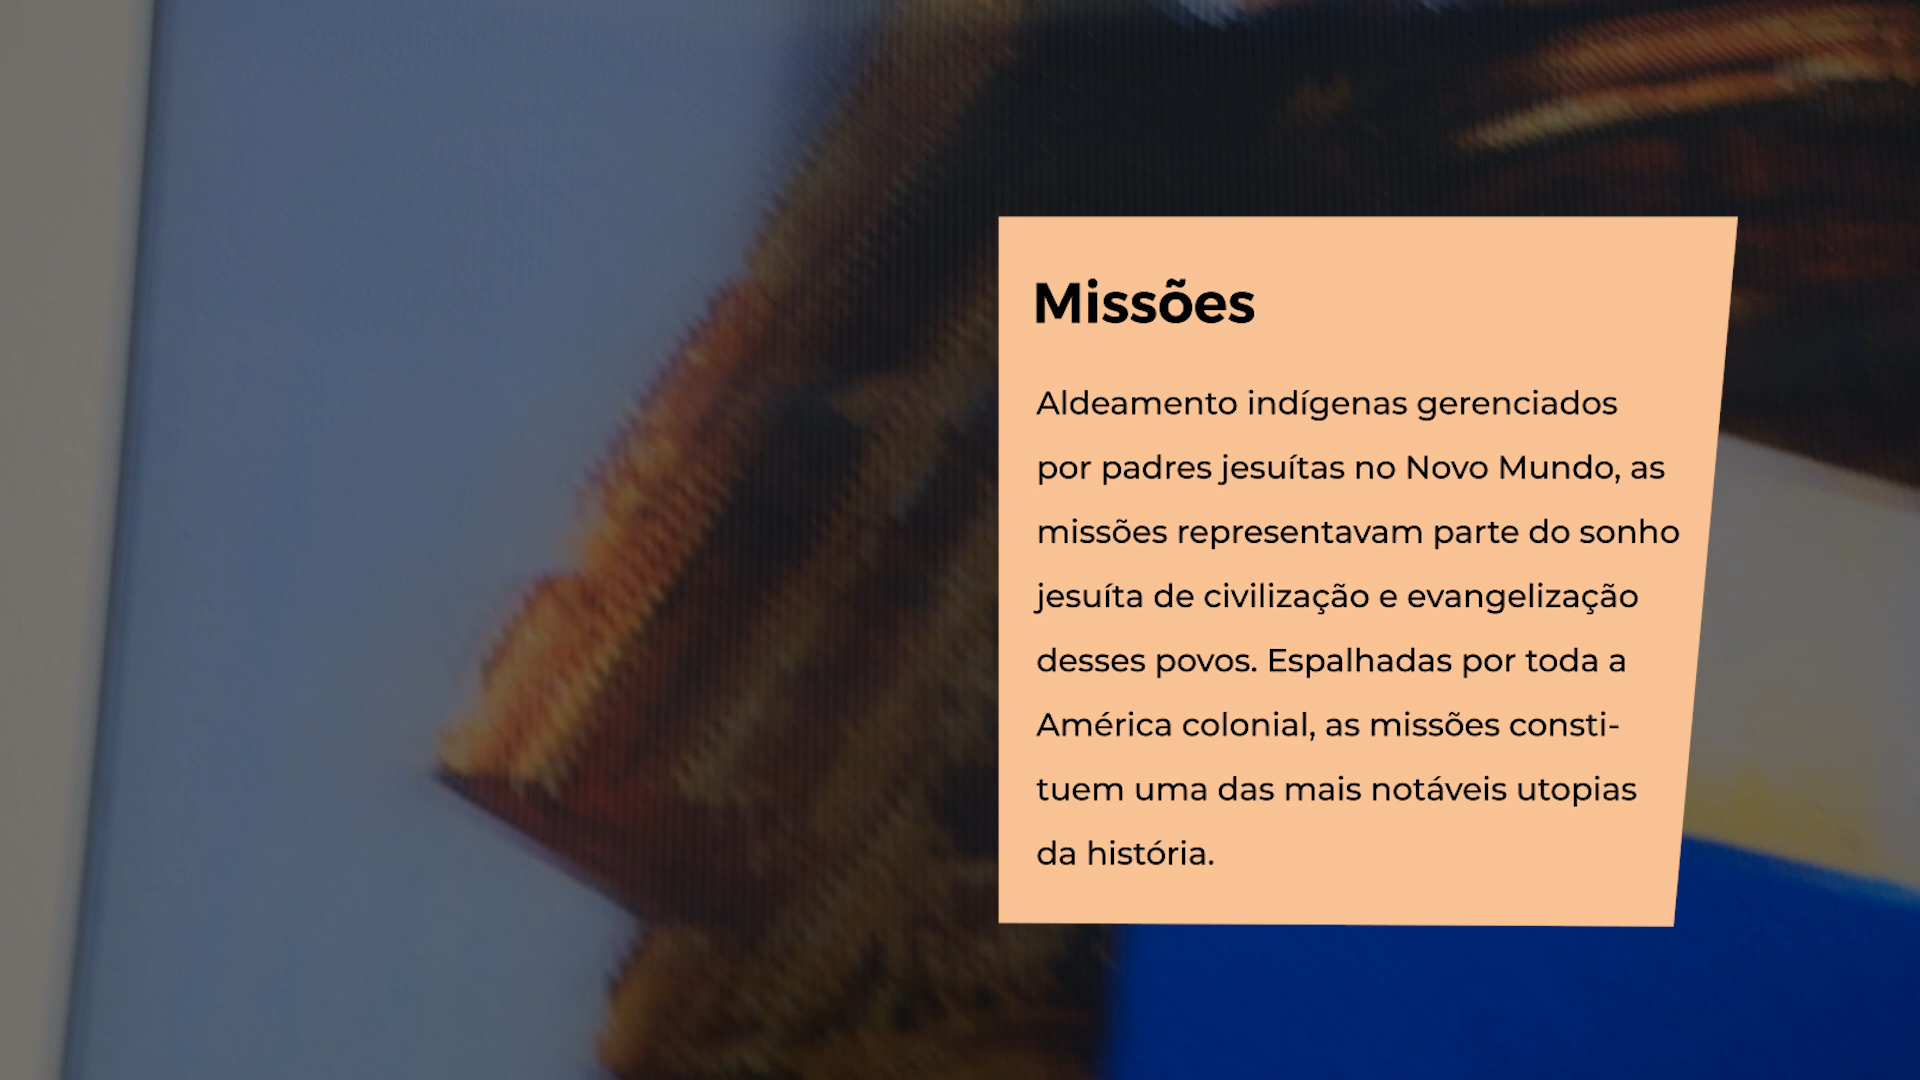 Missões
Aldeamento indígenas gerenciados
por padres jesuítas no Novo Mundo, as
missões representavam parte do sonho
jesuíta de civilização e evangelização
desses povos. Espalhadas por toda a
América colonial, as missões consti-
tuem uma das mais notáveis utopias
da história.